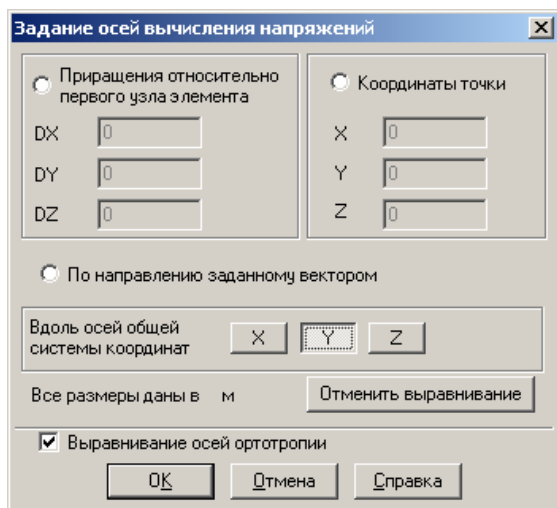 Задание осей вычисления напряжений
Приращения относительно
первого узла элемента
DX 0
DY 0
DZ 0
Координаты точки
X 0
Y 0
Z 0
По направлению заданному вектором
Вдоль осей общей
системы координат
X Y Z
Все размеры даны в м
Отменить выравнивание
Выравнивание осей ортотропии
OK Отмена Справка